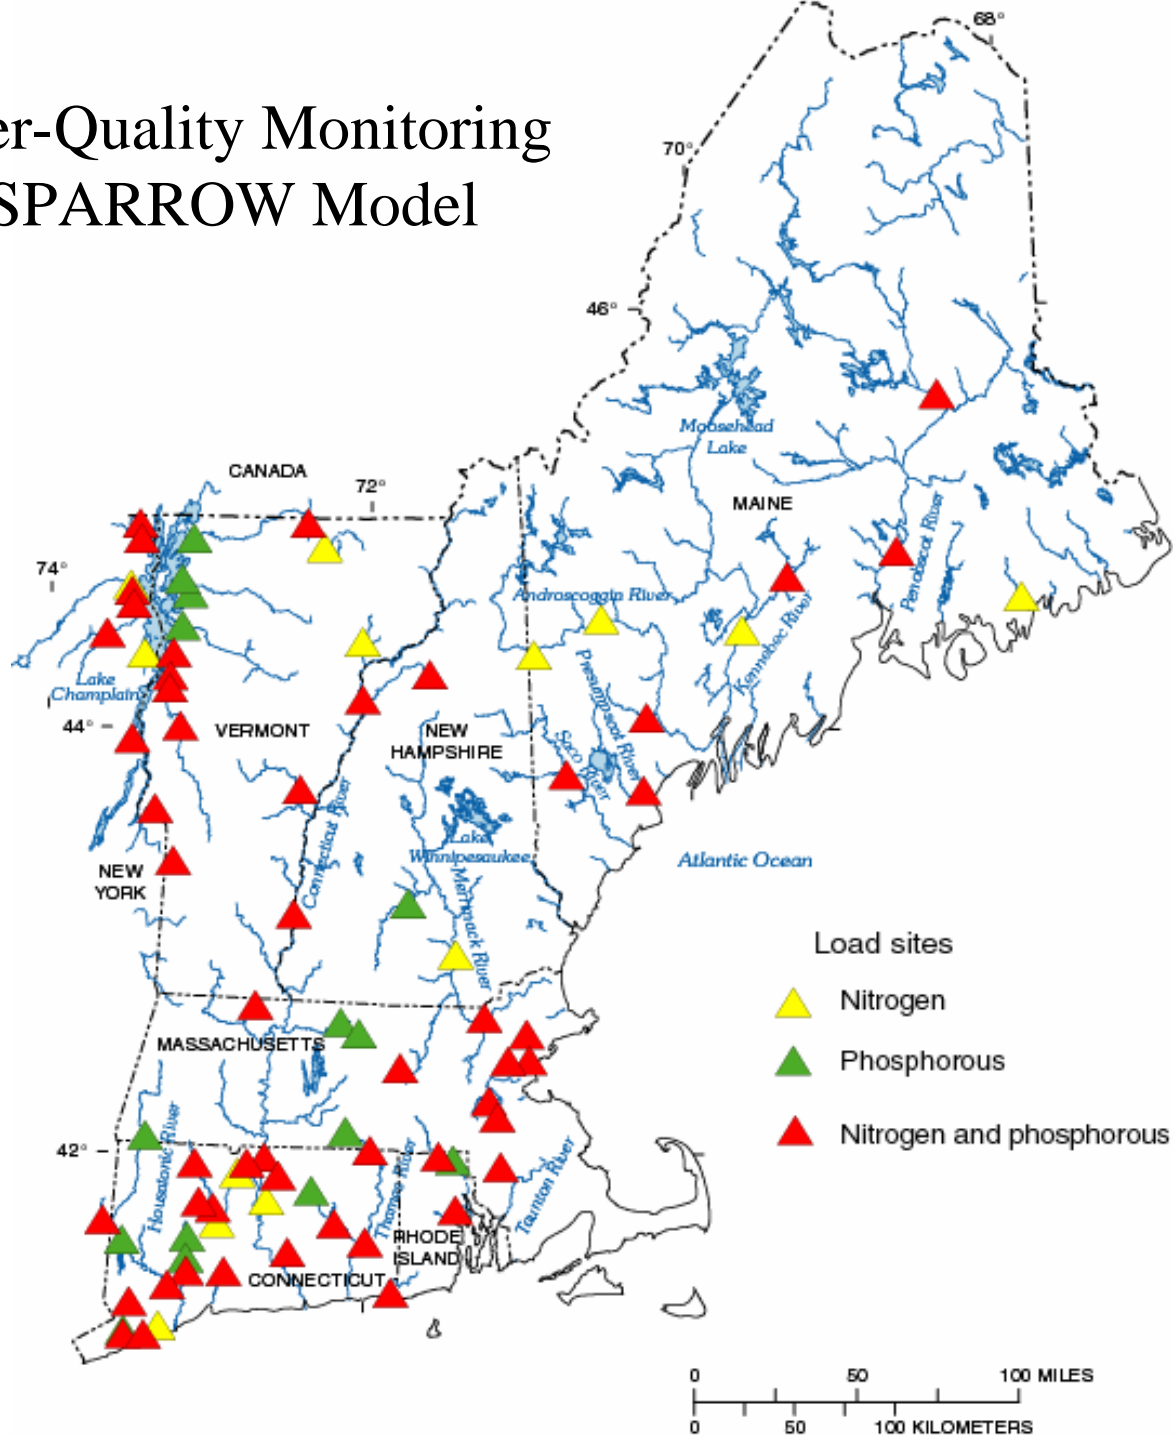 er-Quality Monitoring
SPARROW Model
68°
70°
46°
Moosehead
Lake
CANADA
72°
MAINE
74°
Penobscot River
Androscoggin River
Kennebec River
Presumpscot River
Lake
Champlain
44°
VERMONT
NEW
HAMPSHIRE
Saco River
Connecticut River
Lake
Winnipesaukee
Atlantic Ocean
NEW
YORK
Merrimack River
Load sites
Nitrogen
MASSACHUSETTS
Phosphorous
Nitrogen and phosphorous
42°
Housatonic River
Thames River
Taunton River
RHODE
ISLAND
CONNECTICUT
0 50 100 MILES
0 50 100 KILOMETERS